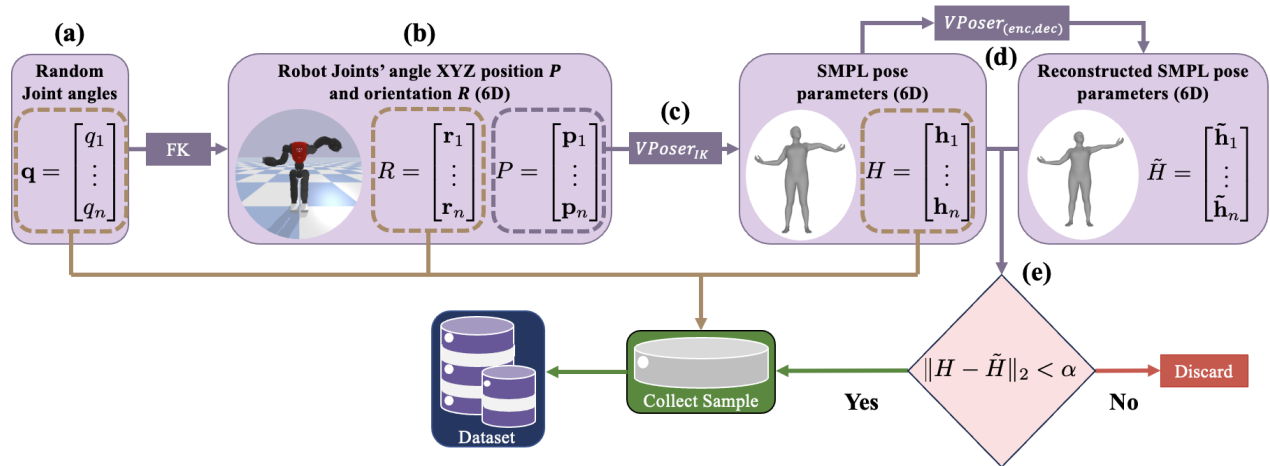 (a)
Random
Joint angles
q = [q1 ⋮ qn]
FK
(b)
Robot Joints' angle XYZ position P
and orientation R (6D)
R = [r1 ⋮ rn]
P = [p1 ⋮ pn]
(c)
VPoserIK
SMPL pose
parameters (6D)
H = [h1 ⋮ hn]
VPoser(enc,dec)
(d)
Reconstructed SMPL pose
parameters (6D)
H̃ = [h̃1 ⋮ h̃n]
(e)
‖H − H̃‖2 < α
Yes
No
Discard
Collect Sample
Dataset